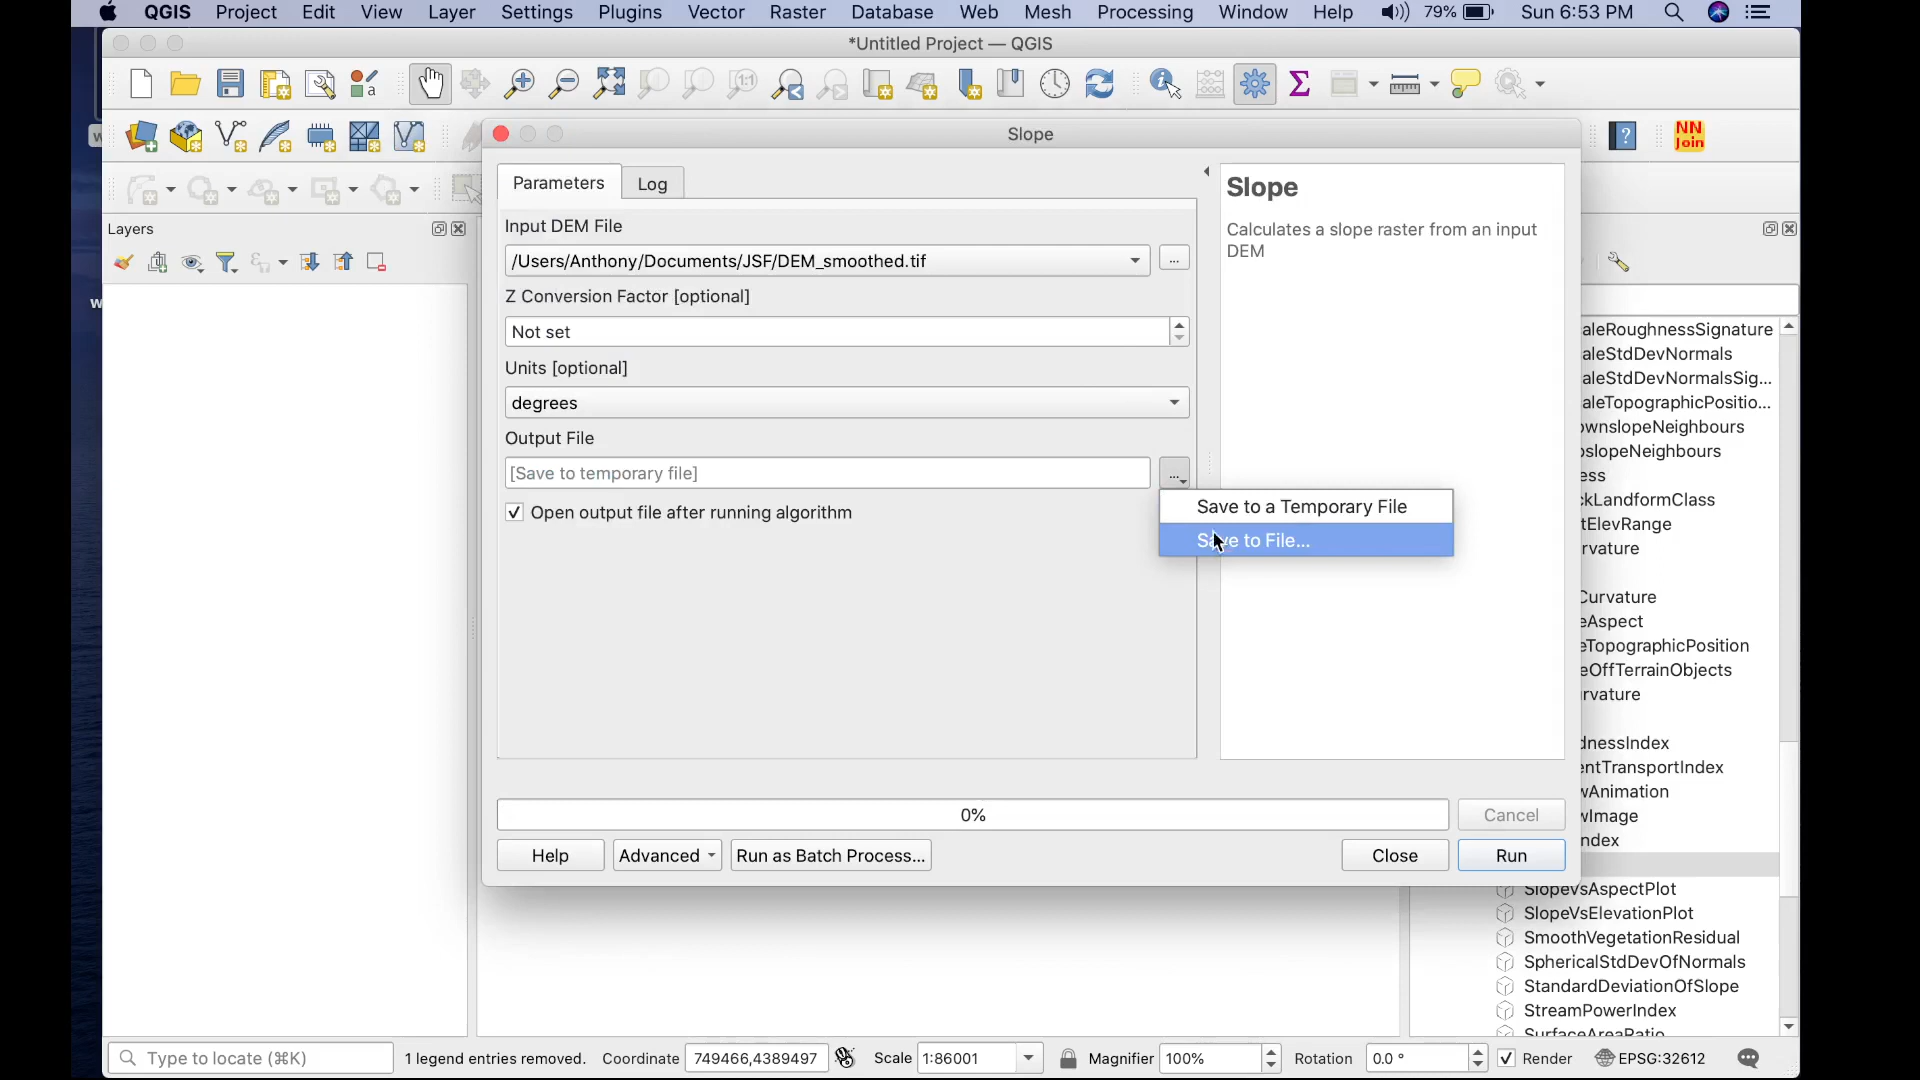 QGIS Project Edit View Layer Settings Plugins Vector Raster Database Web Mesh Processing Window Help 79% Sun 6:53 PM
*Untitled Project — QGIS
Slope
NN
Join
Layers
Parameters Log
Input DEM File
/Users/Anthony/Documents/JSF/DEM_smoothed.tif ...
Z Conversion Factor [optional]
Not set
Units [optional]
degrees
Output File
[Save to temporary file] ...
Save to a Temporary File
Save to File...
Open output file after running algorithm
Slope
Calculates a slope raster from an input
DEM
0% Cancel
Help Advanced Run as Batch Process... Close Run
aleRoughnessSignature
aleStdDevNormals
aleStdDevNormalsSig...
aleTopographicPositio...
ownslopeNeighbours
pslopeNeighbours
ess
ckLandformClass
tElevRange
rvature
Curvature
eAspect
eTopographicPosition
eOffTerrainObjects
rvature
dnessIndex
entTransportIndex
wAnimation
wImage
ndex
SlopeVsAspectPlot
SlopeVsElevationPlot
SmoothVegetationResidual
SphericalStdDevOfNormals
StandardDeviationOfSlope
StreamPowerIndex
SurfaceAreaRatio
Type to locate (⌘K) 1 legend entries removed. Coordinate 749466,4389497 Scale 1:86001 Magnifier 100% Rotation 0.0 ° Render EPSG:32612